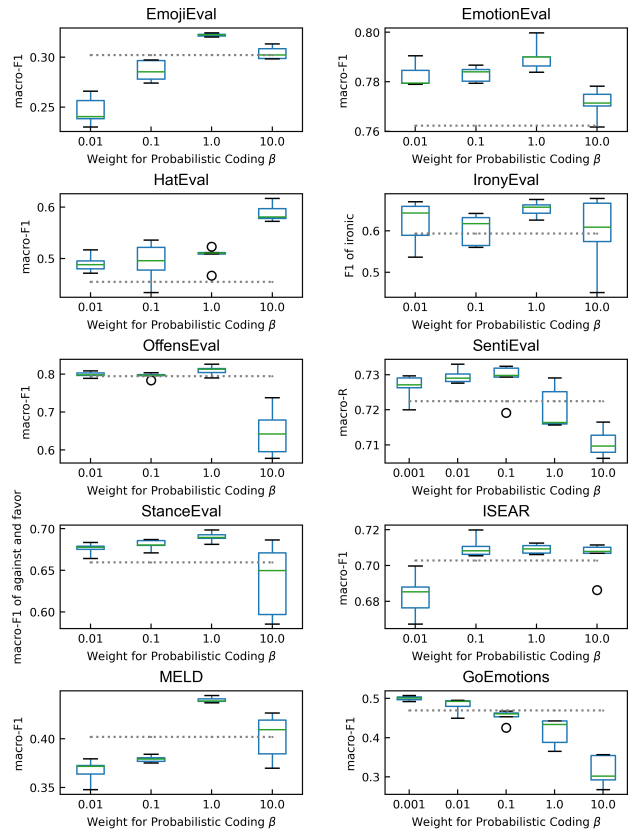 EmojiEval
macro-F1
0.30
0.25
0.01 0.1 1.0 10.0
Weight for Probabilistic Coding β
EmotionEval
macro-F1
0.80
0.78
0.76
0.01 0.1 1.0 10.0
Weight for Probabilistic Coding β
HatEval
macro-F1
0.6
0.5
0.01 0.1 1.0 10.0
Weight for Probabilistic Coding β
IronyEval
F1 of ironic
0.6
0.5
0.01 0.1 1.0 10.0
Weight for Probabilistic Coding β
OffensEval
macro-F1
0.8
0.7
0.6
0.01 0.1 1.0 10.0
Weight for Probabilistic Coding β
SentiEval
macro-R
0.73
0.72
0.71
0.001 0.01 0.1 1.0 10.0
Weight for Probabilistic Coding β
StanceEval
macro-F1 of against and favor
0.70
0.65
0.60
0.01 0.1 1.0 10.0
Weight for Probabilistic Coding β
ISEAR
macro-F1
0.72
0.70
0.68
0.01 0.1 1.0 10.0
Weight for Probabilistic Coding β
MELD
macro-F1
0.40
0.35
0.01 0.1 1.0 10.0
Weight for Probabilistic Coding β
GoEmotions
macro-F1
0.5
0.4
0.3
0.001 0.01 0.1 1.0 10.0
Weight for Probabilistic Coding β